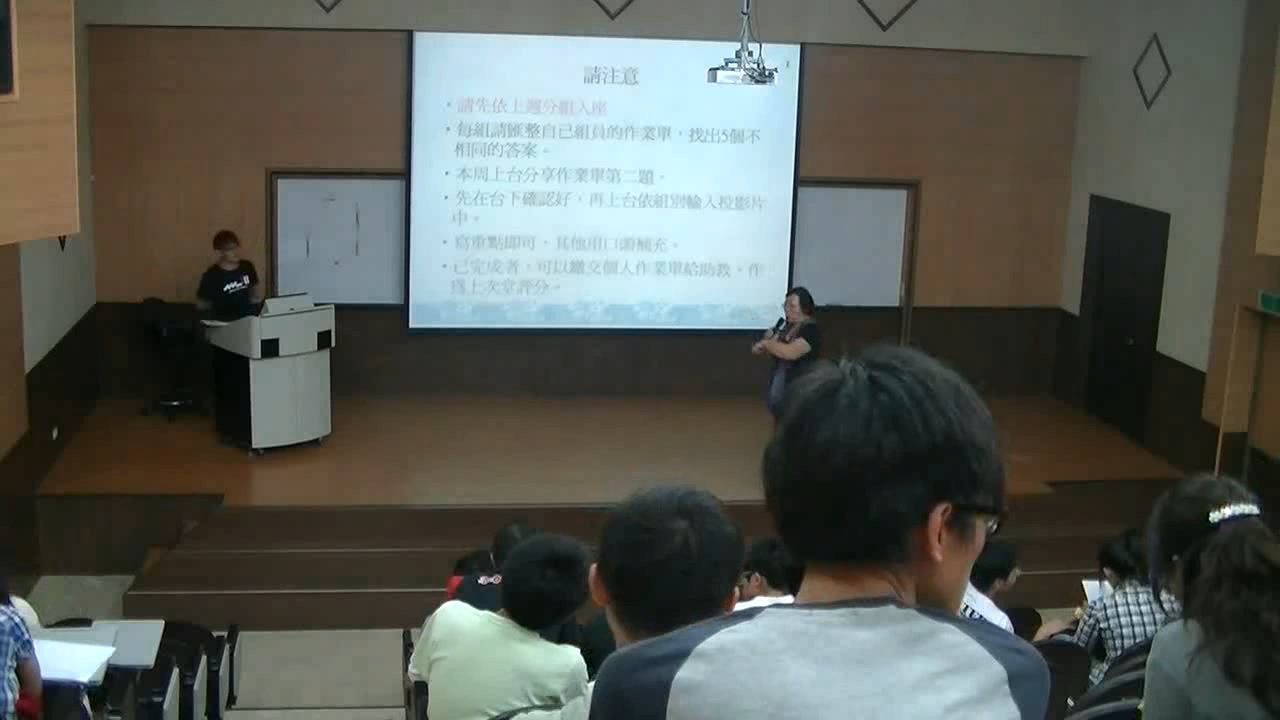 請注意
• 請先依上週分組入座
• 每組請匯整自己組員的作業單，找出5個不
相同的答案。
• 本周上台分享作業單第二題。
• 先在台下確認好，再上台依組別輸入投影片
中。
• 寫重點即可，其他用口頭補充。
• 已完成者，可以繳交個人作業單給助教，作
為上次堂評分。